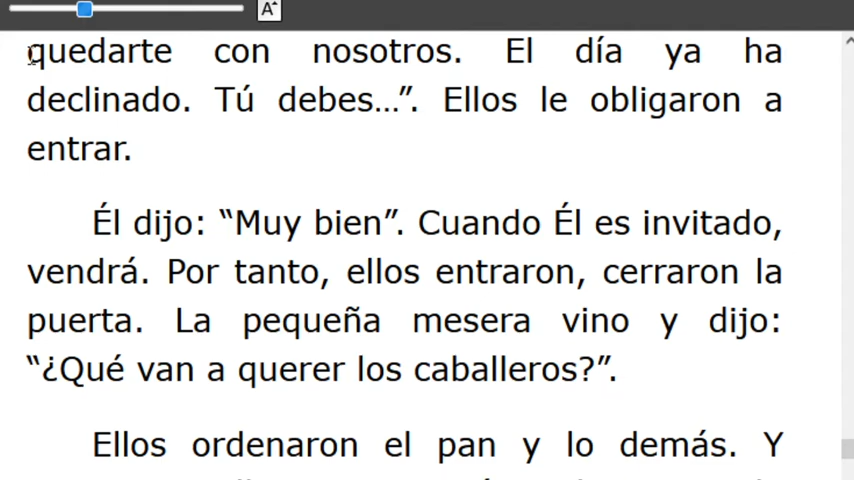 A
quedarte con nosotros. El día ya ha
declinado. Tú debes...”. Ellos le obligaron a
entrar.
Él dijo: “Muy bien”. Cuando Él es invitado,
vendrá. Por tanto, ellos entraron, cerraron la
puerta. La pequeña mesera vino y dijo:
“¿Qué van a querer los caballeros?”.
Ellos ordenaron el pan y lo demás. Y